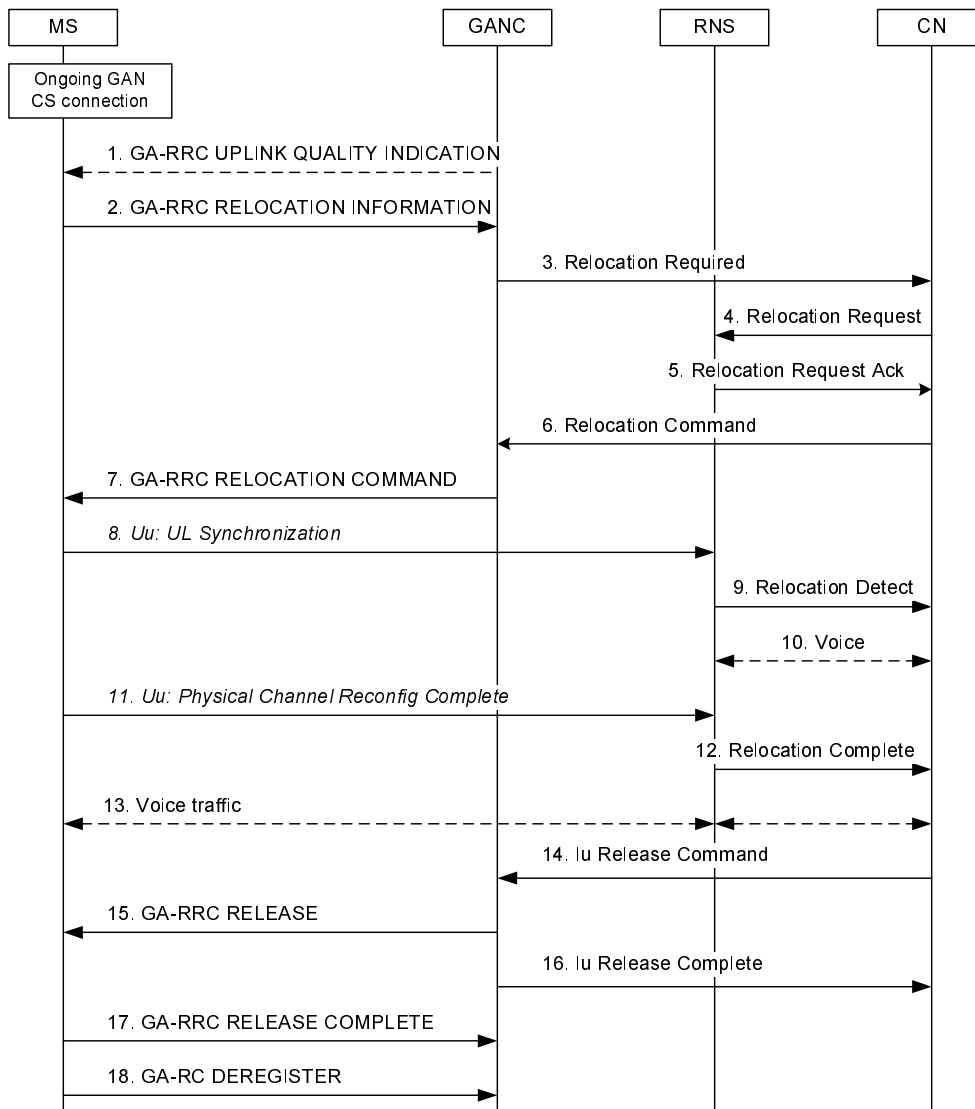 MS
GANC
RNS
CN
Ongoing GAN
CS connection
1. GA-RRC UPLINK QUALITY INDICATION
2. GA-RRC RELOCATION INFORMATION
3. Relocation Required
4. Relocation Request
5. Relocation Request Ack
6. Relocation Command
7. GA-RRC RELOCATION COMMAND
8. Uu: UL Synchronization
9. Relocation Detect
10. Voice
11. Uu: Physical Channel Reconfig Complete
12. Relocation Complete
13. Voice traffic
14. Iu Release Command
15. GA-RRC RELEASE
16. Iu Release Complete
17. GA-RRC RELEASE COMPLETE
18. GA-RC DEREGISTER